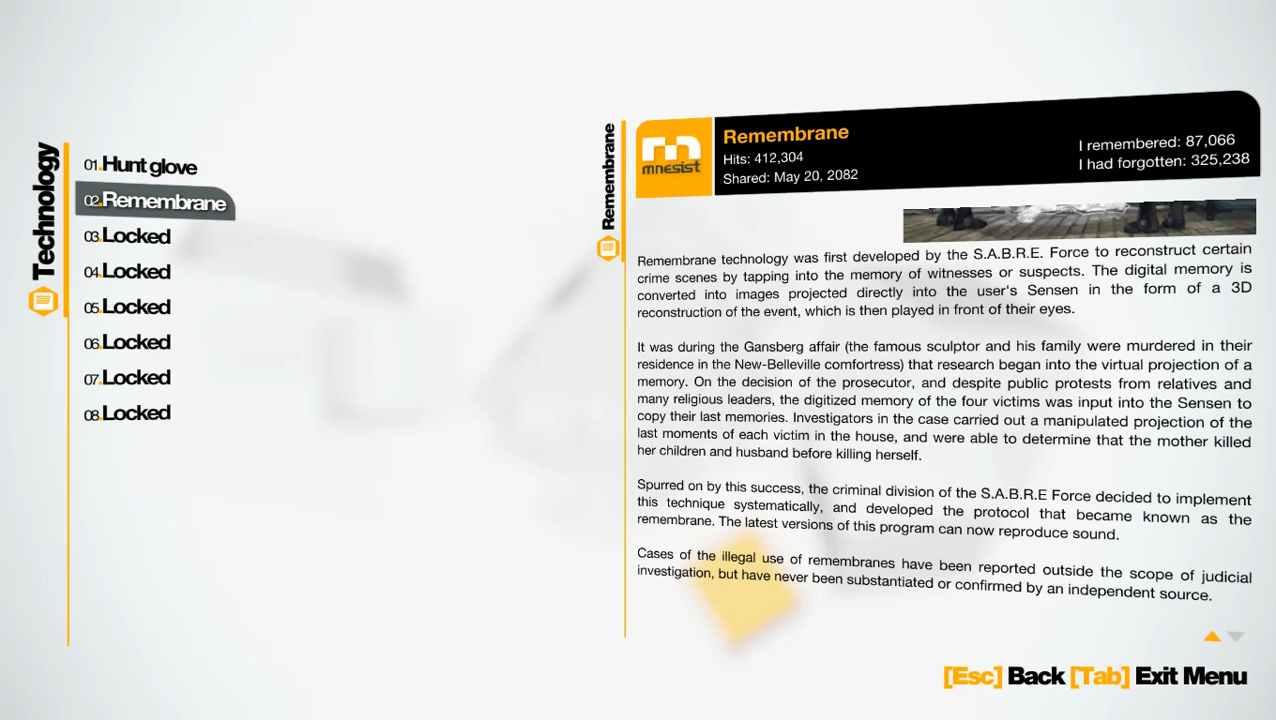 Technology
01.Hunt glove
02.Remembrane
03.Locked
04.Locked
05.Locked
06.Locked
07.Locked
08.Locked
Remembrane
mnesist
Remembrane
Hits: 412,304
Shared: May 20, 2082
I remembered: 87,066
I had forgotten: 325,238
Remembrane technology was first developed by the S.A.B.R.E. Force to reconstruct certain
crime scenes by tapping into the memory of witnesses or suspects. The digital memory is
converted into images projected directly into the user's Sensen in the form of a 3D
reconstruction of the event, which is then played in front of their eyes.
It was during the Gansberg affair (the famous sculptor and his family were murdered in their
residence in the New-Belleville comfortress) that research began into the virtual projection of a
memory. On the decision of the prosecutor, and despite public protests from relatives and
many religious leaders, the digitized memory of the four victims was input into the Sensen to
copy their last memories. Investigators in the case carried out a manipulated projection of the
last moments of each victim in the house, and were able to determine that the mother killed
her children and husband before killing herself.
Spurred on by this success, the criminal division of the S.A.B.R.E Force decided to implement
this technique systematically, and developed the protocol that became known as the
remembrane. The latest versions of this program can now reproduce sound.
Cases of the illegal use of remembranes have been reported outside the scope of judicial
investigation, but have never been substantiated or confirmed by an independent source.
[Esc] Back [Tab] Exit Menu